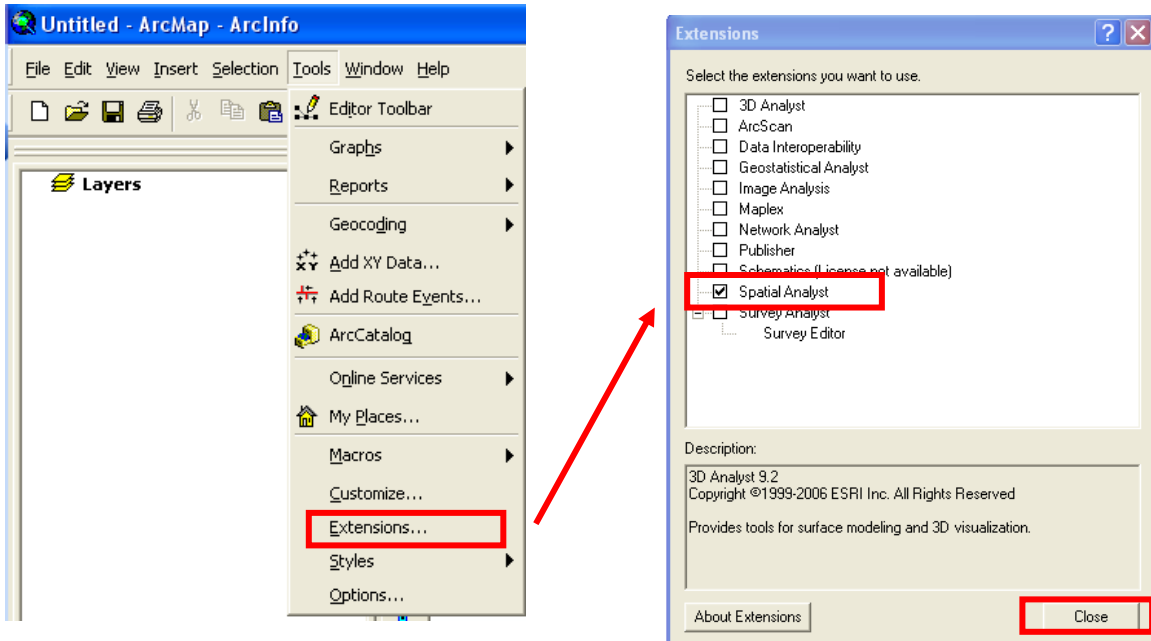 Untitled - ArcMap - ArcInfo
File Edit View Insert Selection Tools Window Help
Layers
Editor Toolbar
Graphs
Reports
Geocoding
Add XY Data...
Add Route Events...
ArcCatalog
Online Services
My Places...
Macros
Customize...
Extensions...
Styles
Options...
Extensions
Select the extensions you want to use.
3D Analyst
ArcScan
Data Interoperability
Geostatistical Analyst
Image Analysis
Maplex
Network Analyst
Publisher
Schematics (License not available)
Spatial Analyst
Survey Analyst
Survey Editor
Description:
3D Analyst 9.2
Copyright ©1999-2006 ESRI Inc. All Rights Reserved
Provides tools for surface modeling and 3D visualization.
About Extensions
Close